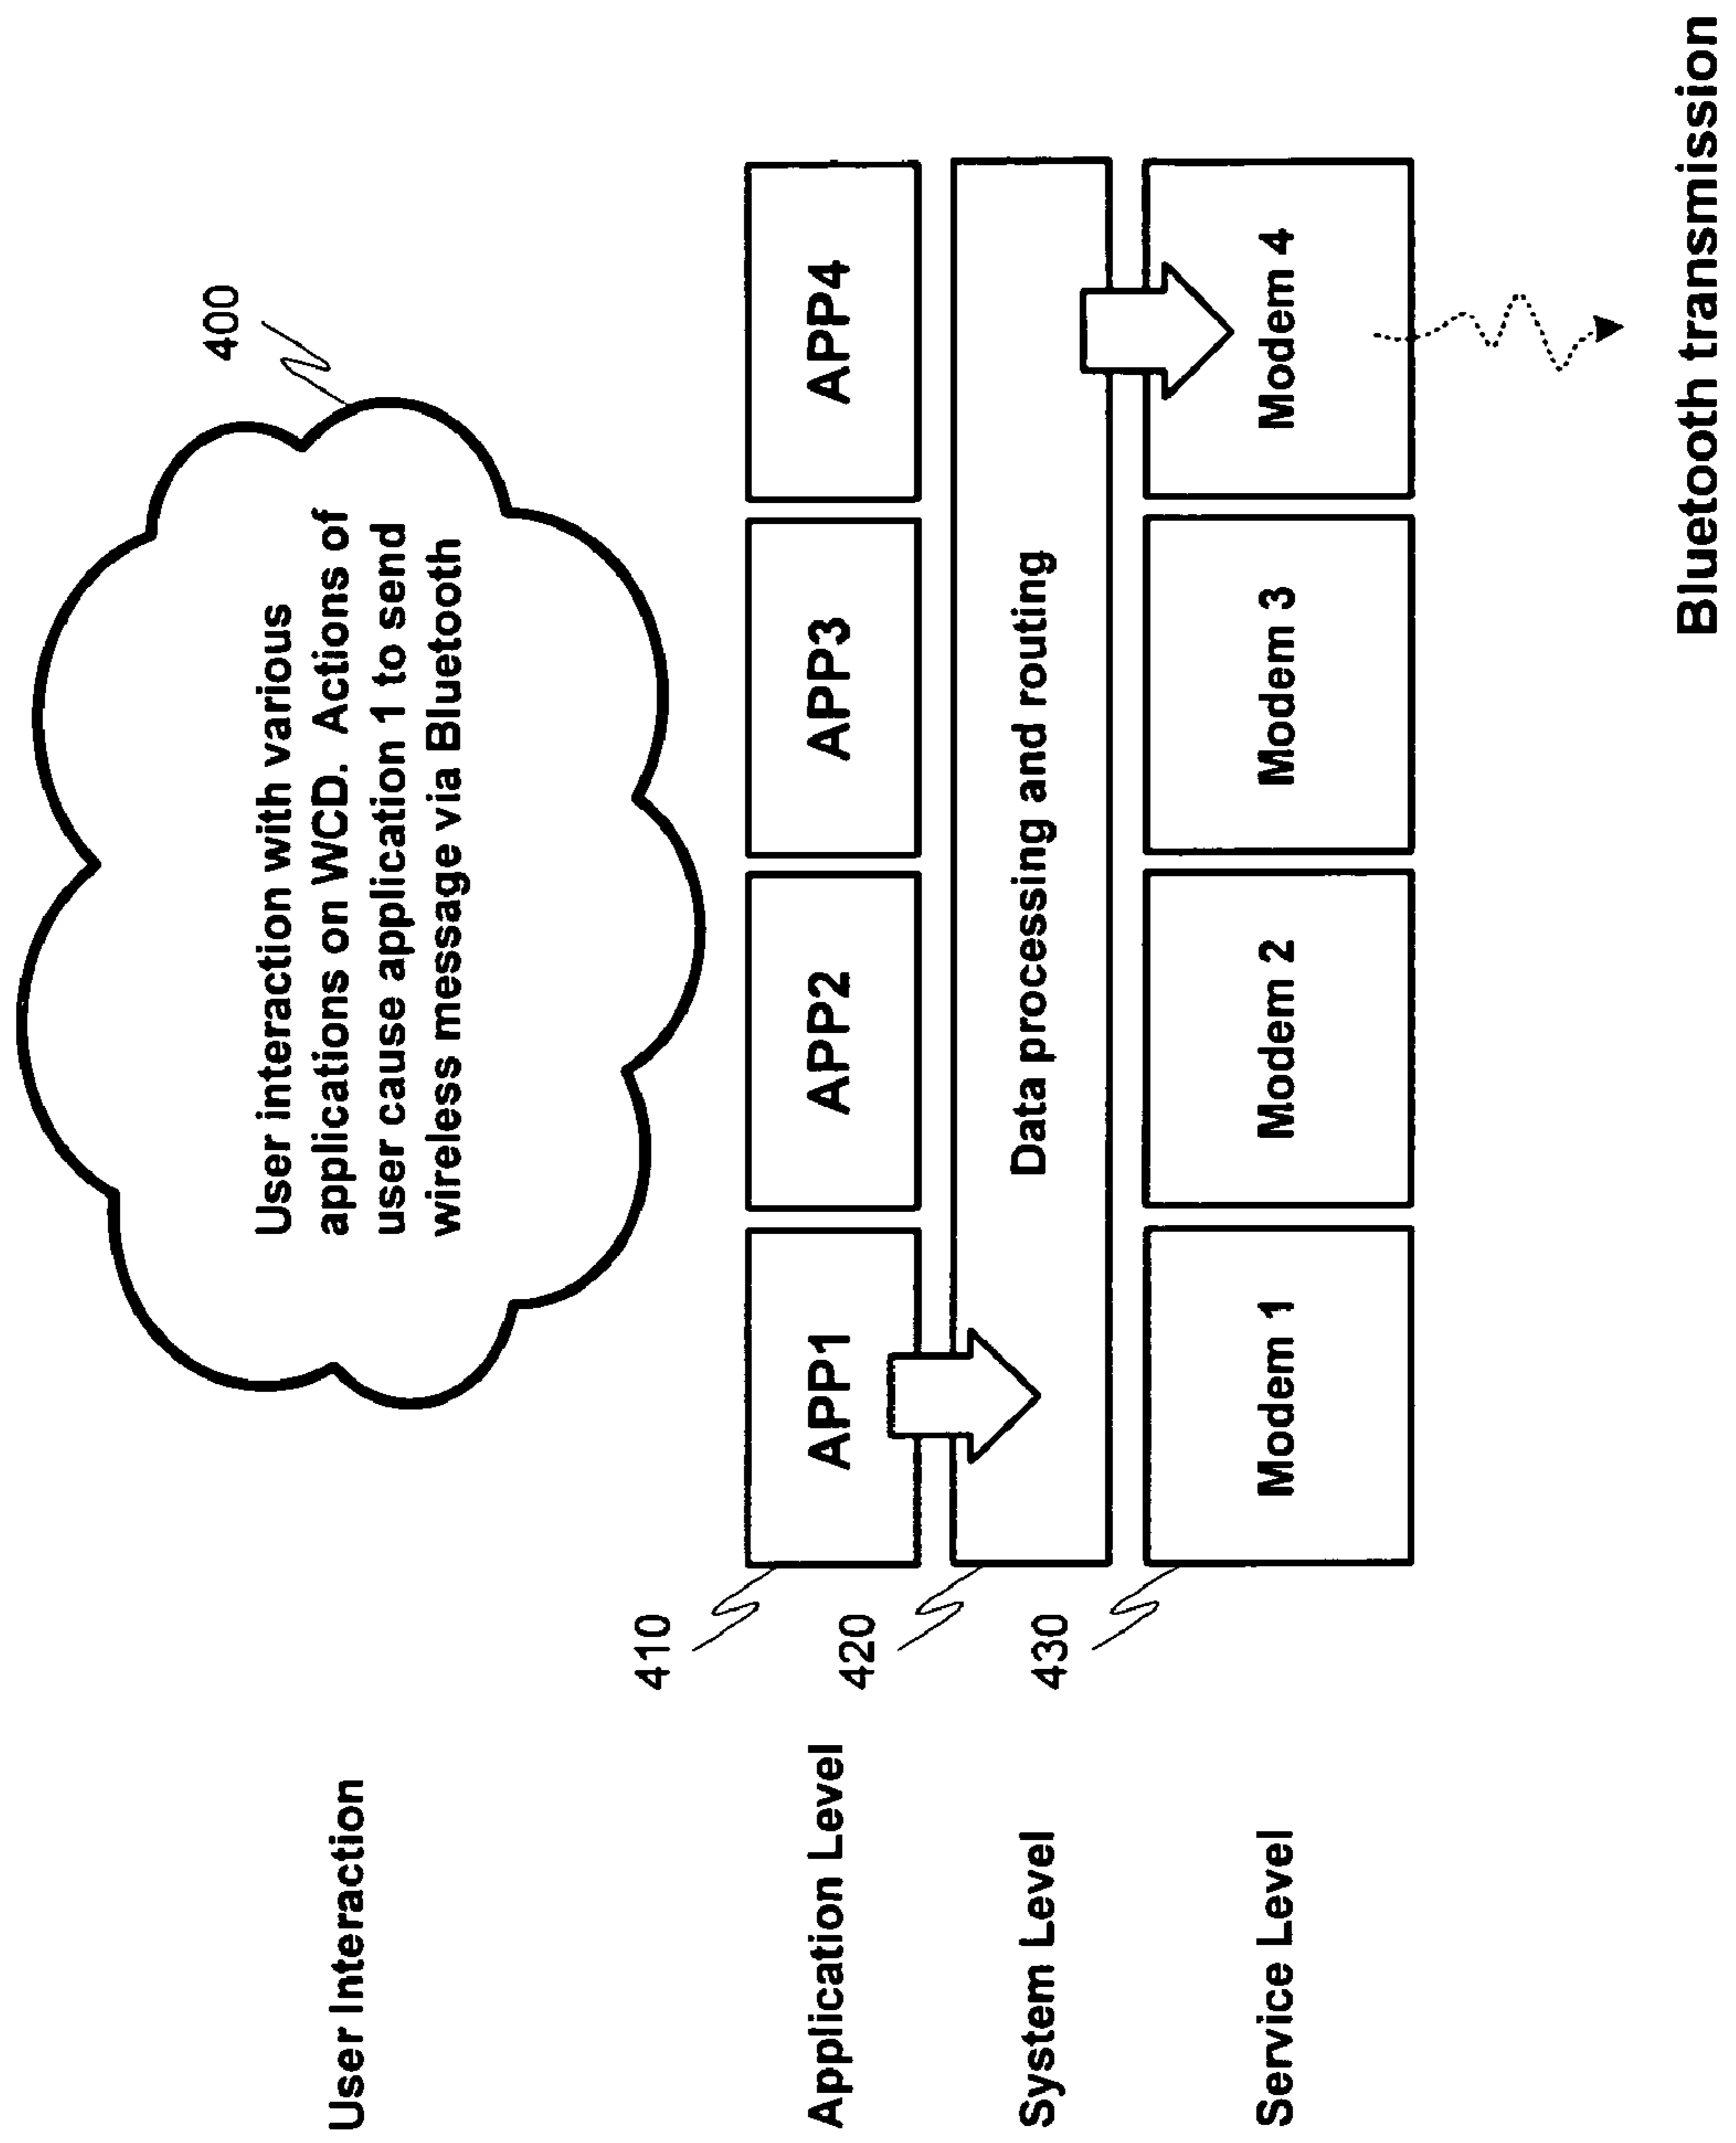 400
User Interaction
User interaction with various
applications on WCD. Actions of
user cause application 1 to send
wireless message via Bluetooth
410
Application Level
APP1
APP2
APP3
APP4
420
System Level
Data processing and routing
430
Service Level
Modem 1
Modem 2
Modem 3
Modem 4
Bluetooth transmission